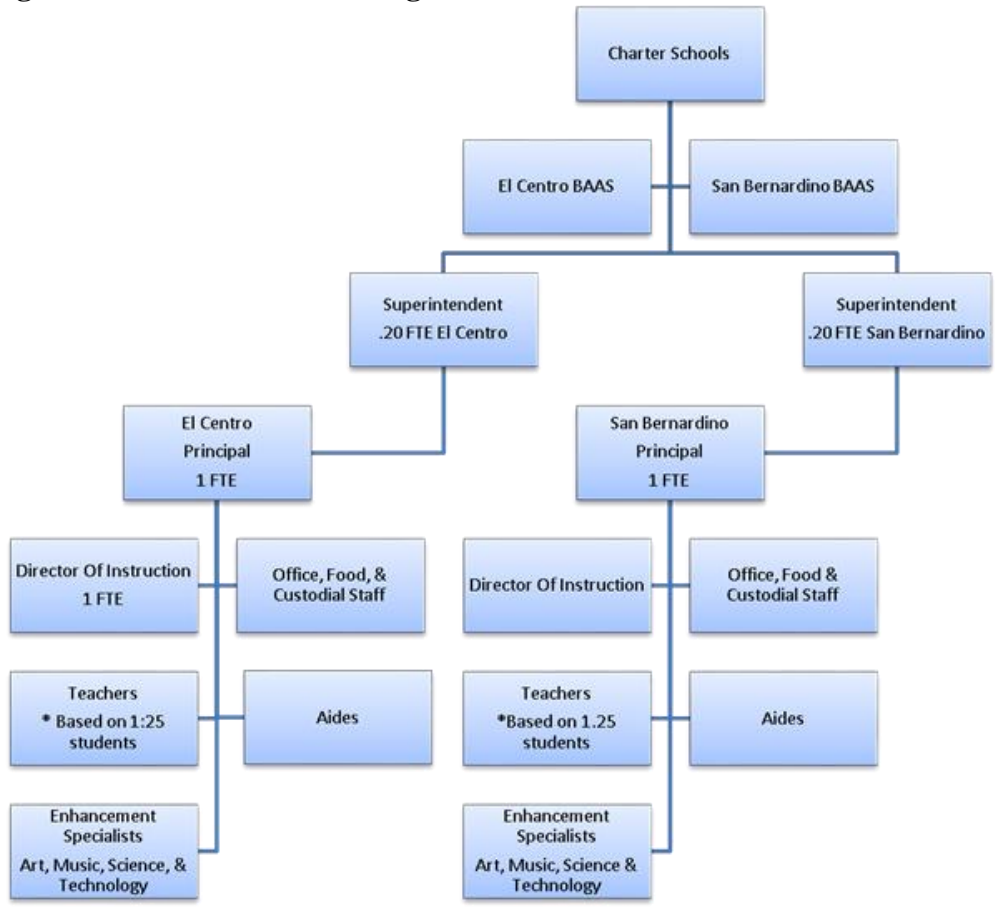 Charter Schools
El Centro BAAS
San Bernardino BAAS
Superintendent
.20 FTE El Centro
Superintendent
.20 FTE San Bernardino
El Centro
Principal
1 FTE
San Bernardino
Principal
1 FTE
Director Of Instruction
1 FTE
Office, Food, &
Custodial Staff
Director Of Instruction
Office, Food &
Custodial Staff
Teachers
* Based on 1:25
students
Aides
Teachers
*Based on 1.25
students
Aides
Enhancement
Specialists
Art, Music, Science, &
Technology
Enhancement
Specialists
Art, Music, Science &
Technology